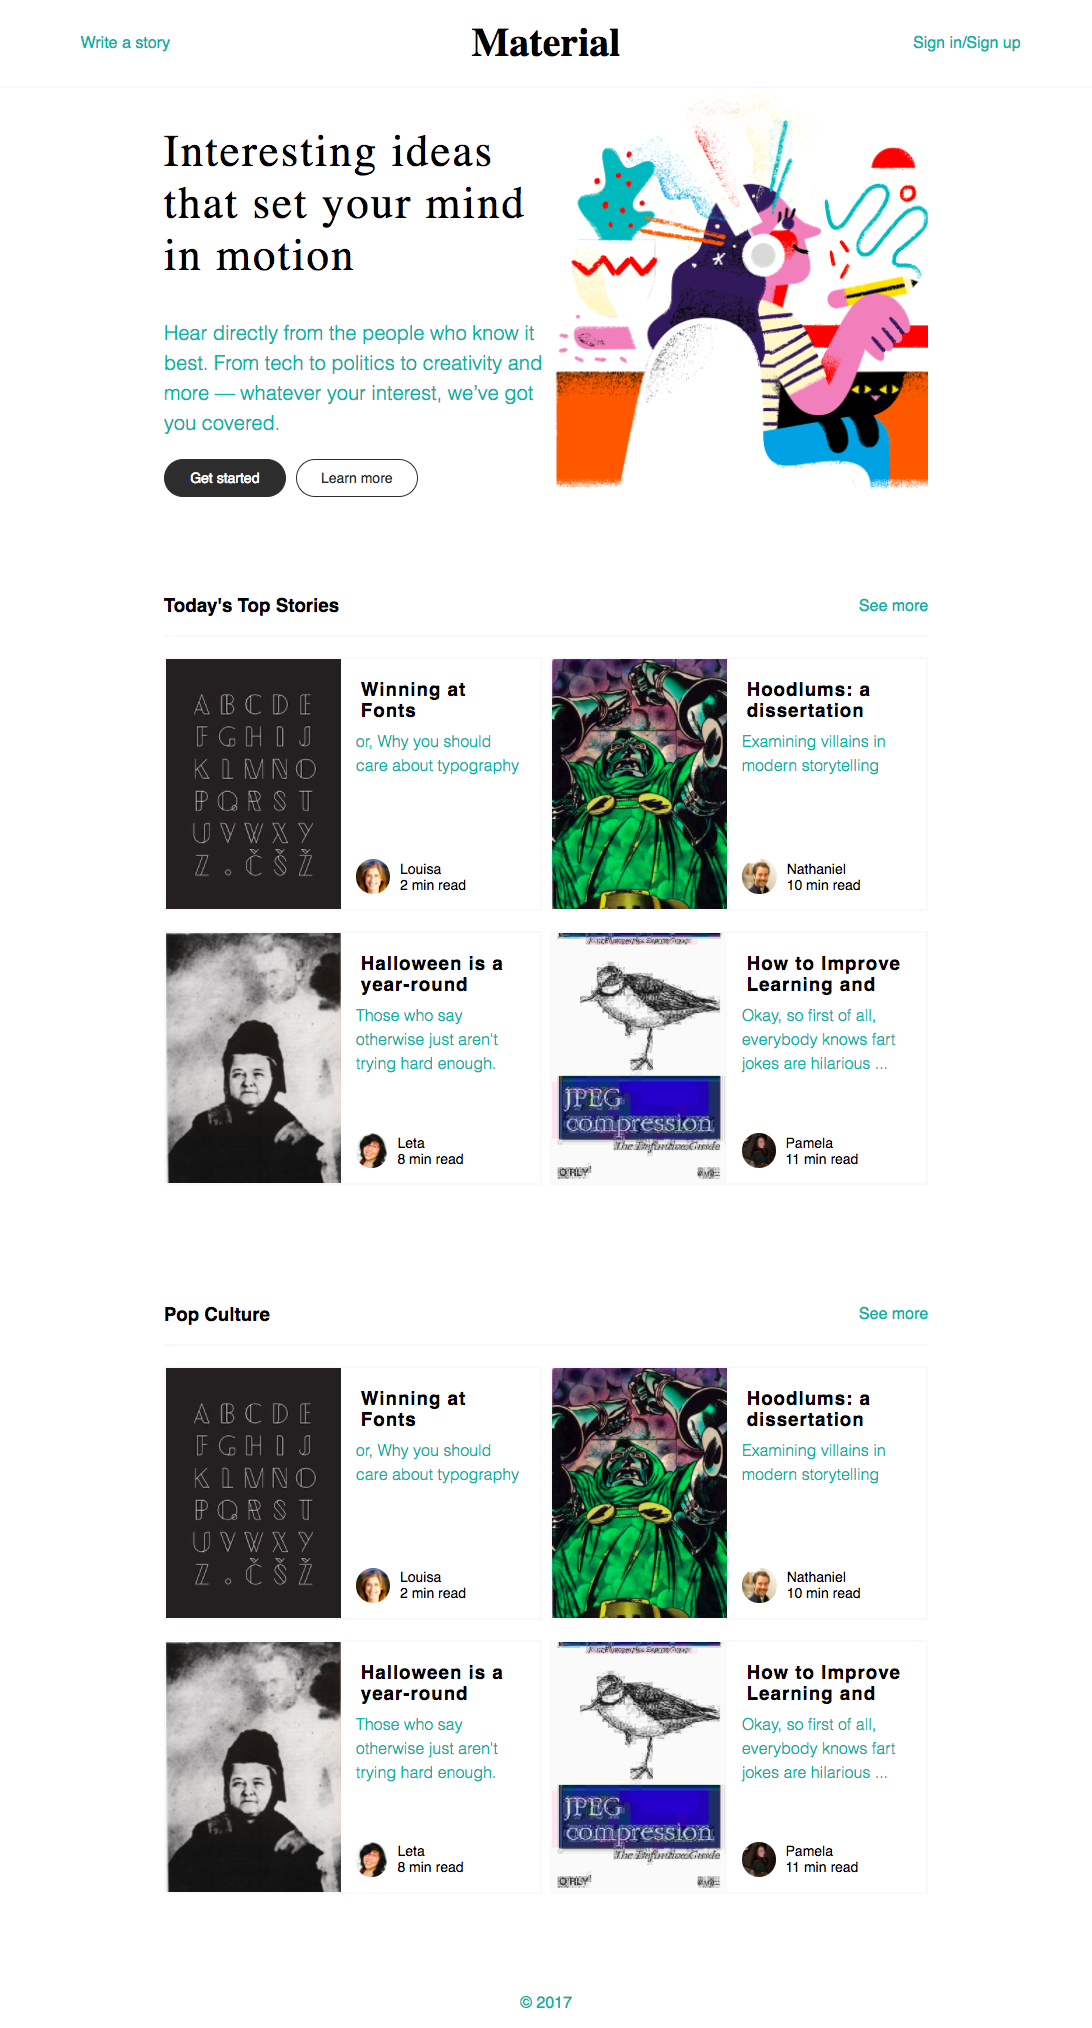 Write a story
Material
Sign in/Sign up
Interesting ideas
that set your mind
in motion
Hear directly from the people who know it
best. From tech to politics to creativity and
more — whatever your interest, we've got
you covered.
Get started
Learn more
Today's Top Stories
See more
A B C D E
F G H I J
K L M N O
P Q R S T
U V W X Y
Z . Č Š Ž
Winning at
Fonts
or, Why you should
care about typography
Louisa
2 min read
Hoodlums: a
dissertation
Examining villains in
modern storytelling
Nathaniel
10 min read
Halloween is a
year-round
Those who say
otherwise just aren't
trying hard enough.
Leta
8 min read
JPEG
compression
The Definitive Guide
O'RLY?
How to Improve
Learning and
Okay, so first of all,
everybody knows fart
jokes are hilarious ...
Pamela
11 min read
Pop Culture
See more
A B C D E
F G H I J
K L M N O
P Q R S T
U V W X Y
Z . Č Š Ž
Winning at
Fonts
or, Why you should
care about typography
Louisa
2 min read
Hoodlums: a
dissertation
Examining villains in
modern storytelling
Nathaniel
10 min read
Halloween is a
year-round
Those who say
otherwise just aren't
trying hard enough.
Leta
8 min read
JPEG
compression
The Definitive Guide
O'RLY?
How to Improve
Learning and
Okay, so first of all,
everybody knows fart
jokes are hilarious ...
Pamela
11 min read
© 2017